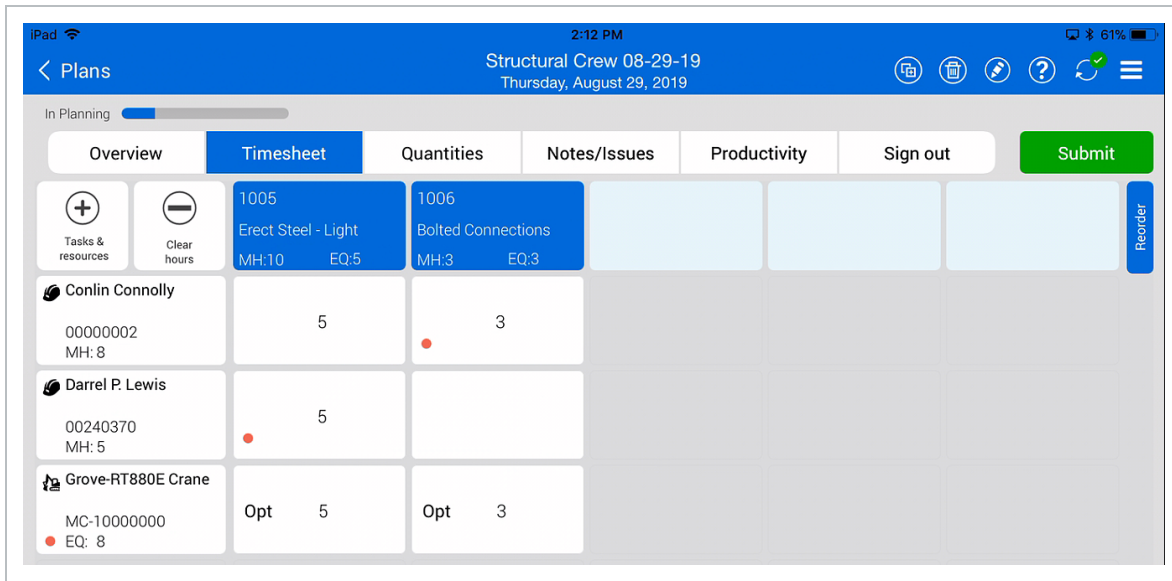 iPad 2:12 PM 61%
Plans
Structural Crew 08-29-19
Thursday, August 29, 2019
In Planning
Overview Timesheet Quantities Notes/Issues Productivity Sign out Submit
Tasks &
resources
Clear
hours
1005
Erect Steel - Light
MH:10 EQ:5
1006
Bolted Connections
MH:3 EQ:3
Reorder
Conlin Connolly
00000002
MH: 8
5
3
Darrel P. Lewis
00240370
MH: 5
5
Grove-RT880E Crane
MC-10000000
EQ: 8
Opt 5
Opt 3